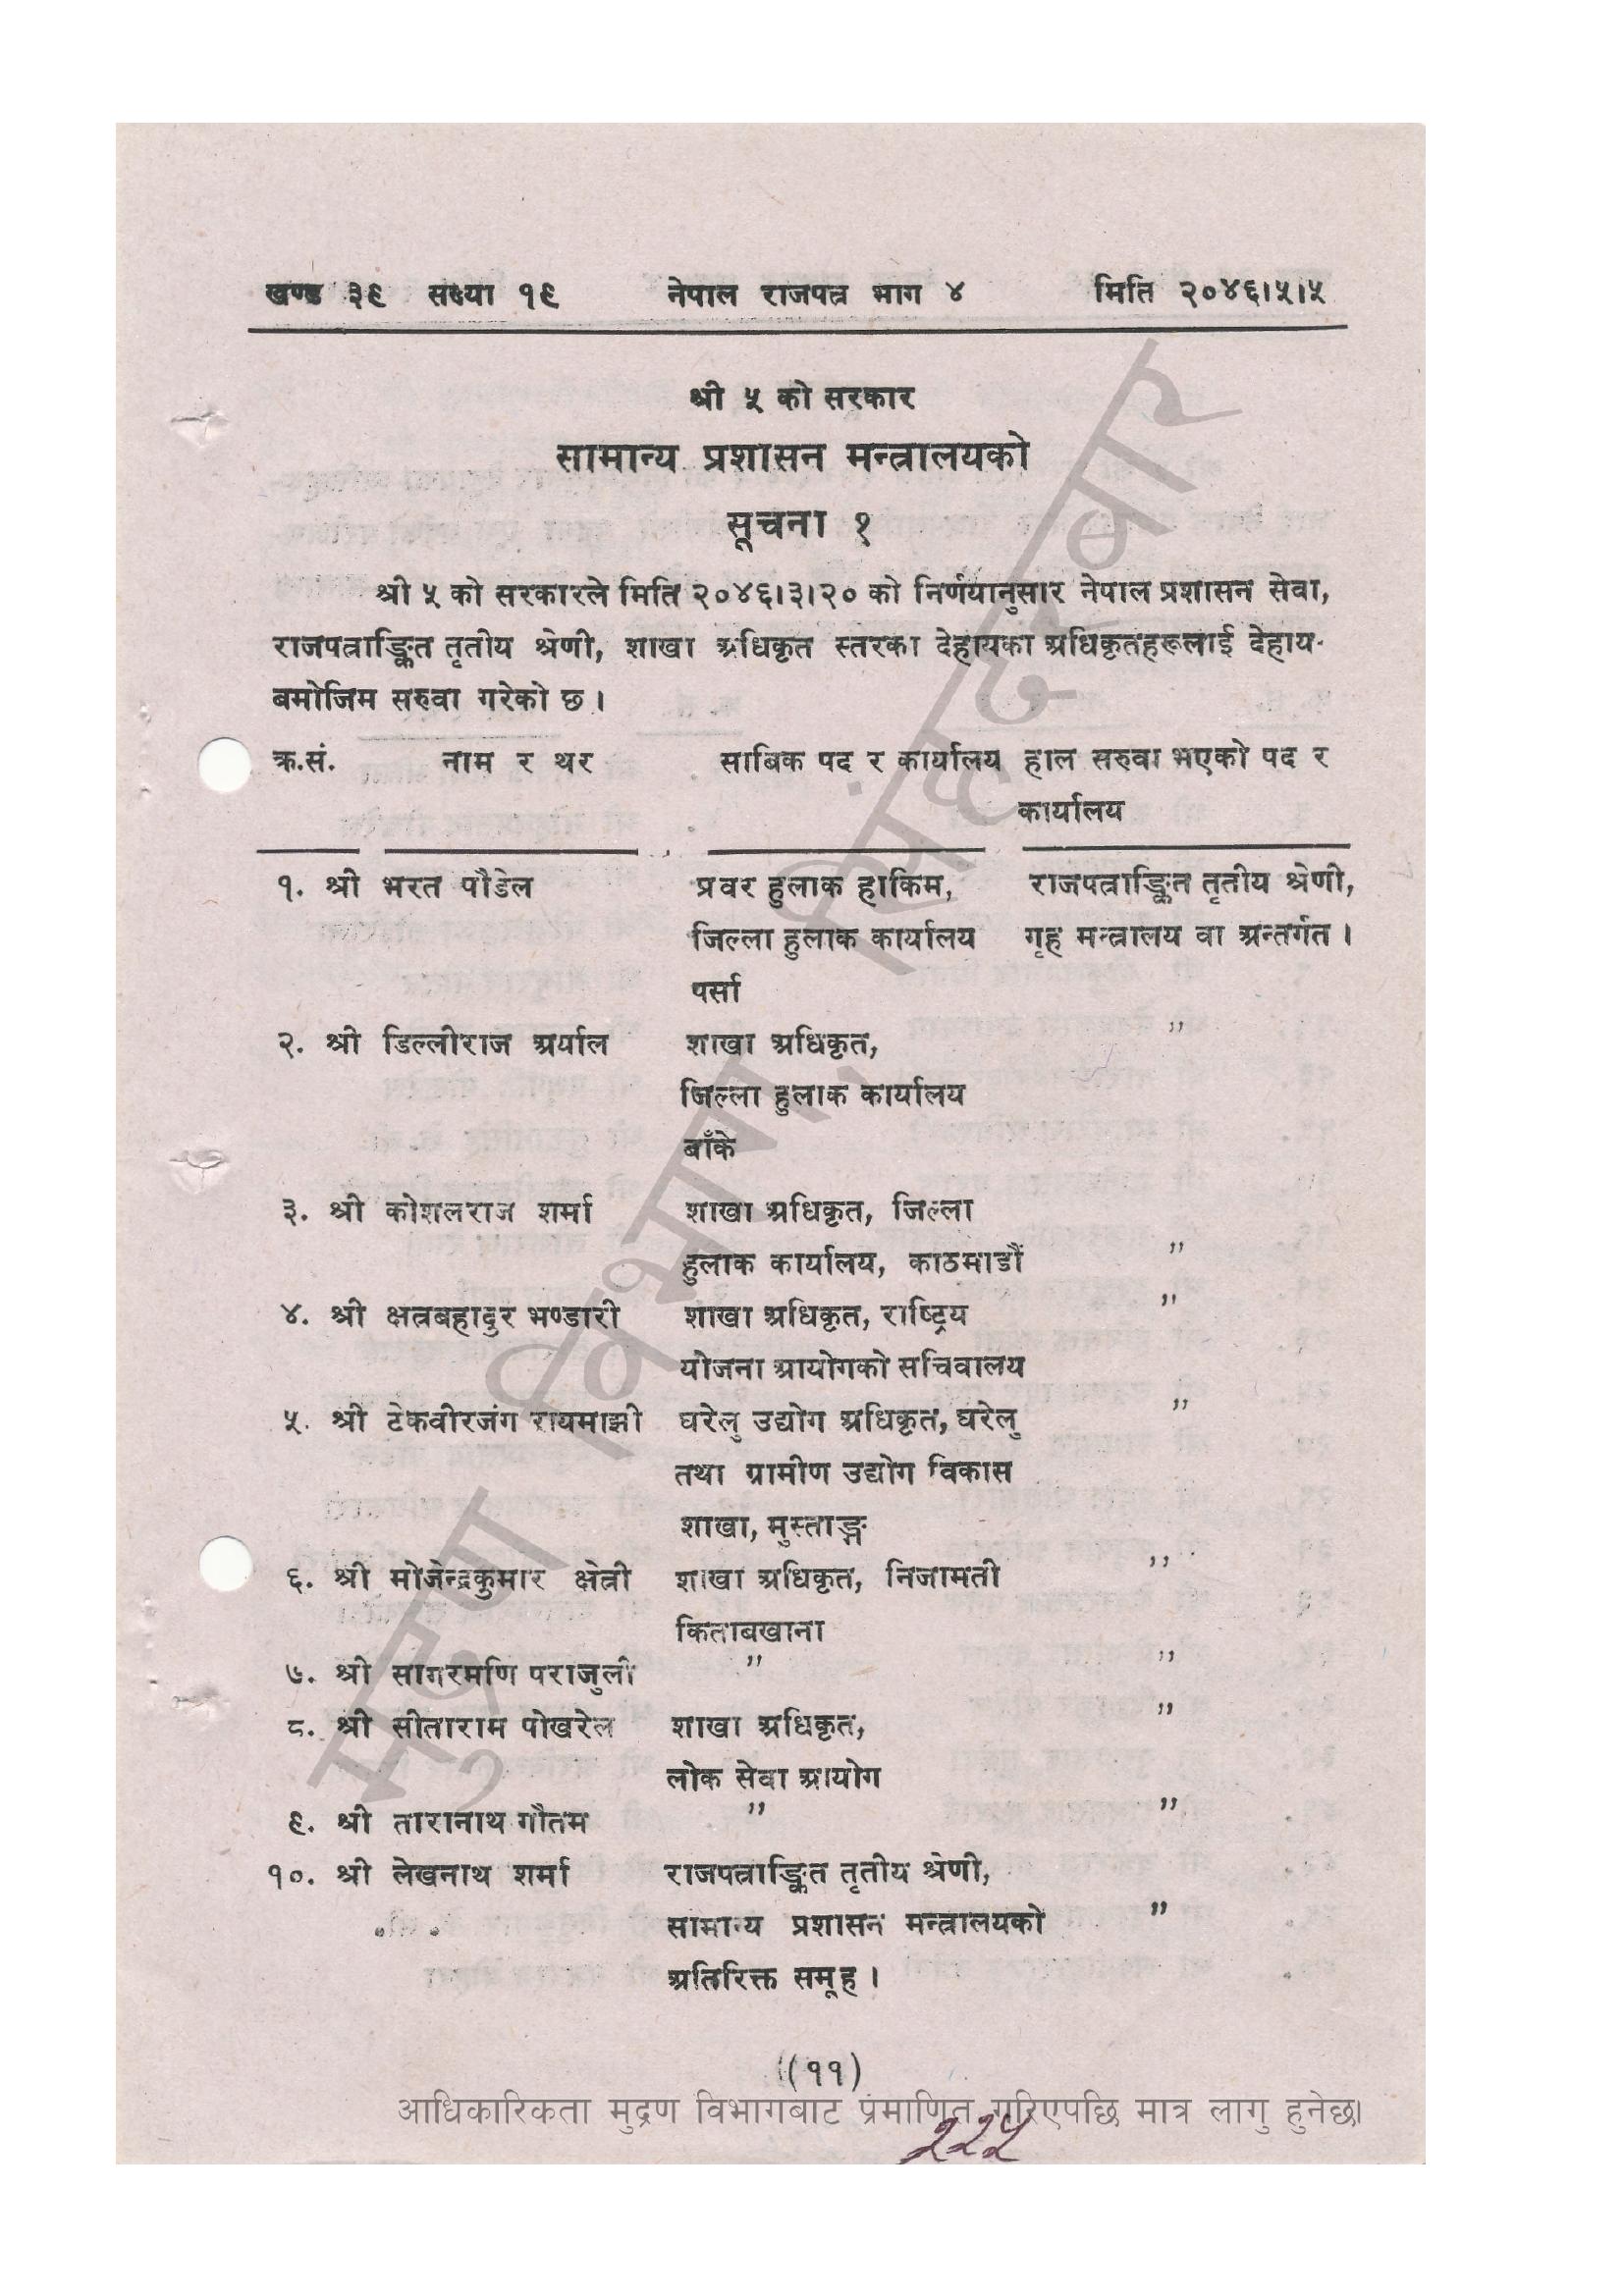 खण्ड ३९ सख्या १९ नेपाल राजपत्र भाग ४ मिति २०४६।५।५
श्री ५ को सरकार
सामान्य प्रशासन मन्त्रालयको
सूचना १
श्री ५ को सरकारले मिति २०४६।३।२० को निर्णयानुसार नेपाल प्रशासन सेवा,
राजपत्राङ्कित तृतीय श्रेणी, शाखा अधिकृत स्तरका देहायका अधिकृतहरूलाई देहाय-
बमोजिम सरुवा गरेको छ ।
क्र.सं. नाम र थर साबिक पद र कार्यालय हाल सरुवा भएको पद र
कार्यालय
१. श्री भरत पौडेल प्रवर हुलाक हाकिम, राजपत्राङ्कित तृतीय श्रेणी,
जिल्ला हुलाक कार्यालय गृह मन्त्रालय वा अन्तर्गत ।
पर्सा
२. श्री डिल्लीराज अर्याल शाखा अधिकृत, ”
जिल्ला हुलाक कार्यालय
बाँके
३. श्री कोशलराज शर्मा शाखा अधिकृत, जिल्ला
हुलाक कार्यालय, काठमाडौं ”
४. श्री क्षत्रबहादुर भण्डारी शाखा अधिकृत, राष्ट्रिय ”
योजना आयोगको सचिवालय
५. श्री टेकवीरजंग रायमाझी घरेलु उद्योग अधिकृत, घरेलु ”
तथा ग्रामीण उद्योग विकास
शाखा, मुस्ताङ्ग
६. श्री मोजेन्द्रकुमार क्षेत्री शाखा अधिकृत, निजामती ”
किताबखाना
७. श्री सागरमणि पराजुली ” ”
८. श्री सीताराम पोखरेल शाखा अधिकृत, ”
लोक सेवा आयोग
९. श्री तारानाथ गौतम ” ”
१०. श्री लेखनाथ शर्मा राजपत्राङ्कित तृतीय श्रेणी,
सामान्य प्रशासन मन्त्रालयको ”
अतिरिक्त समूह ।
(११)
आधिकारिकता मुद्रण विभागबाट प्रमाणित गरिएपछि मात्र लागु हुनेछ।
२२५
मुद्रण विभाग, सिंहदरबार